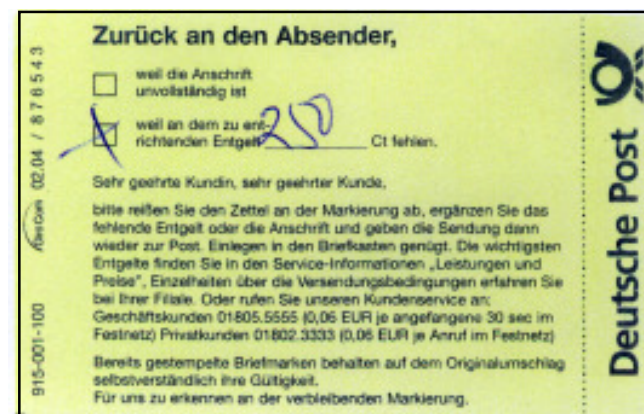 Zurück an den Absender,
weil die Anschrift
unvollständig ist
weil an dem zu ent-
richtenden Entgelt 250 Ct fehlen.
Sehr geehrte Kundin, sehr geehrter Kunde,
bitte reißen Sie den Zettel an der Markierung ab, ergänzen Sie das
fehlende Entgelt oder die Anschrift und geben die Sendung dann
wieder zur Post. Einlegen in den Briefkasten genügt. Die wichtigsten
Entgelte finden Sie in den Service-Informationen „Leistungen und
Preise", Einzelheiten über die Versendungsbedingungen erfahren Sie
bei Ihrer Filiale. Oder rufen Sie unseren Kundenservice an:
Geschäftskunden 01805.5555 (0,06 EUR je angefangene 30 sec im
Festnetz) Privatkunden 01802.3333 (0,06 EUR je Anruf im Festnetz)
Bereits gestempelte Briefmarken behalten auf dem Originalumschlag
selbstverständlich ihre Gültigkeit.
Für uns zu erkennen an der verbleibenden Markierung.
915-001-100 02.04 / 876543
Deutsche Post